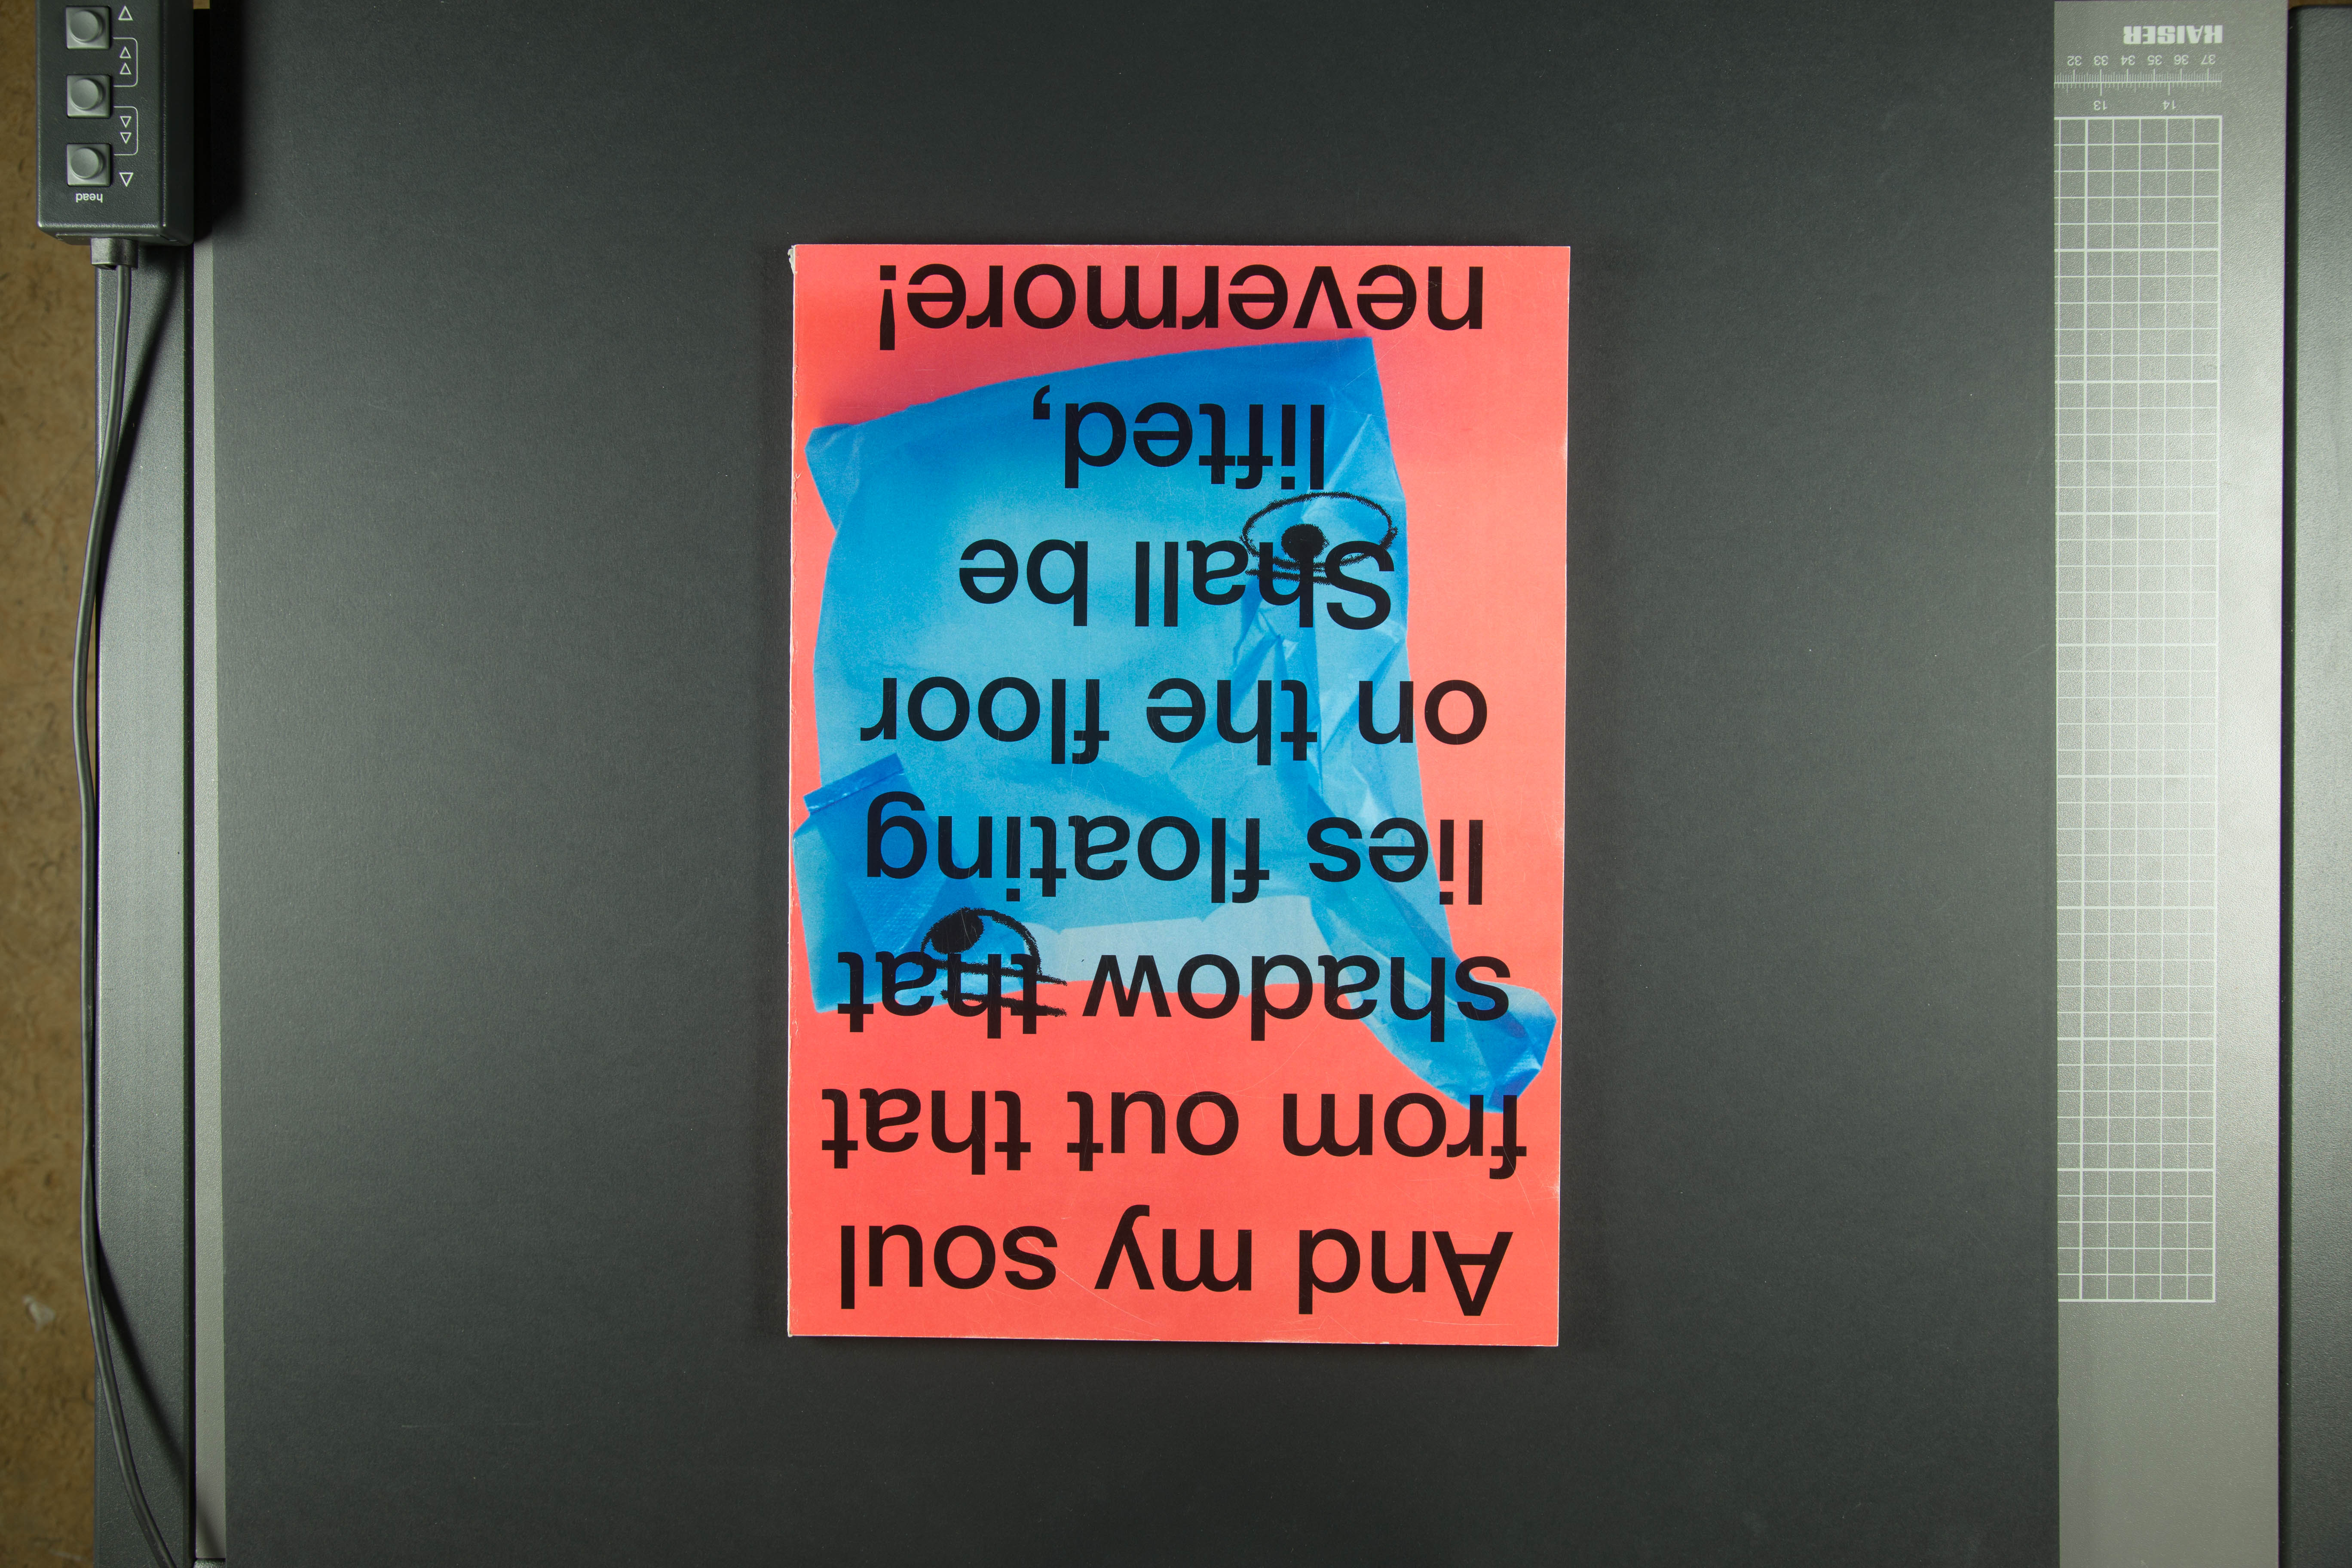 And my soul
from out that
shadow that
lies floating
on the floor
Shall be
lifted,
nevermore!
KAISER
32 33 34 35 36 37
13 14
head